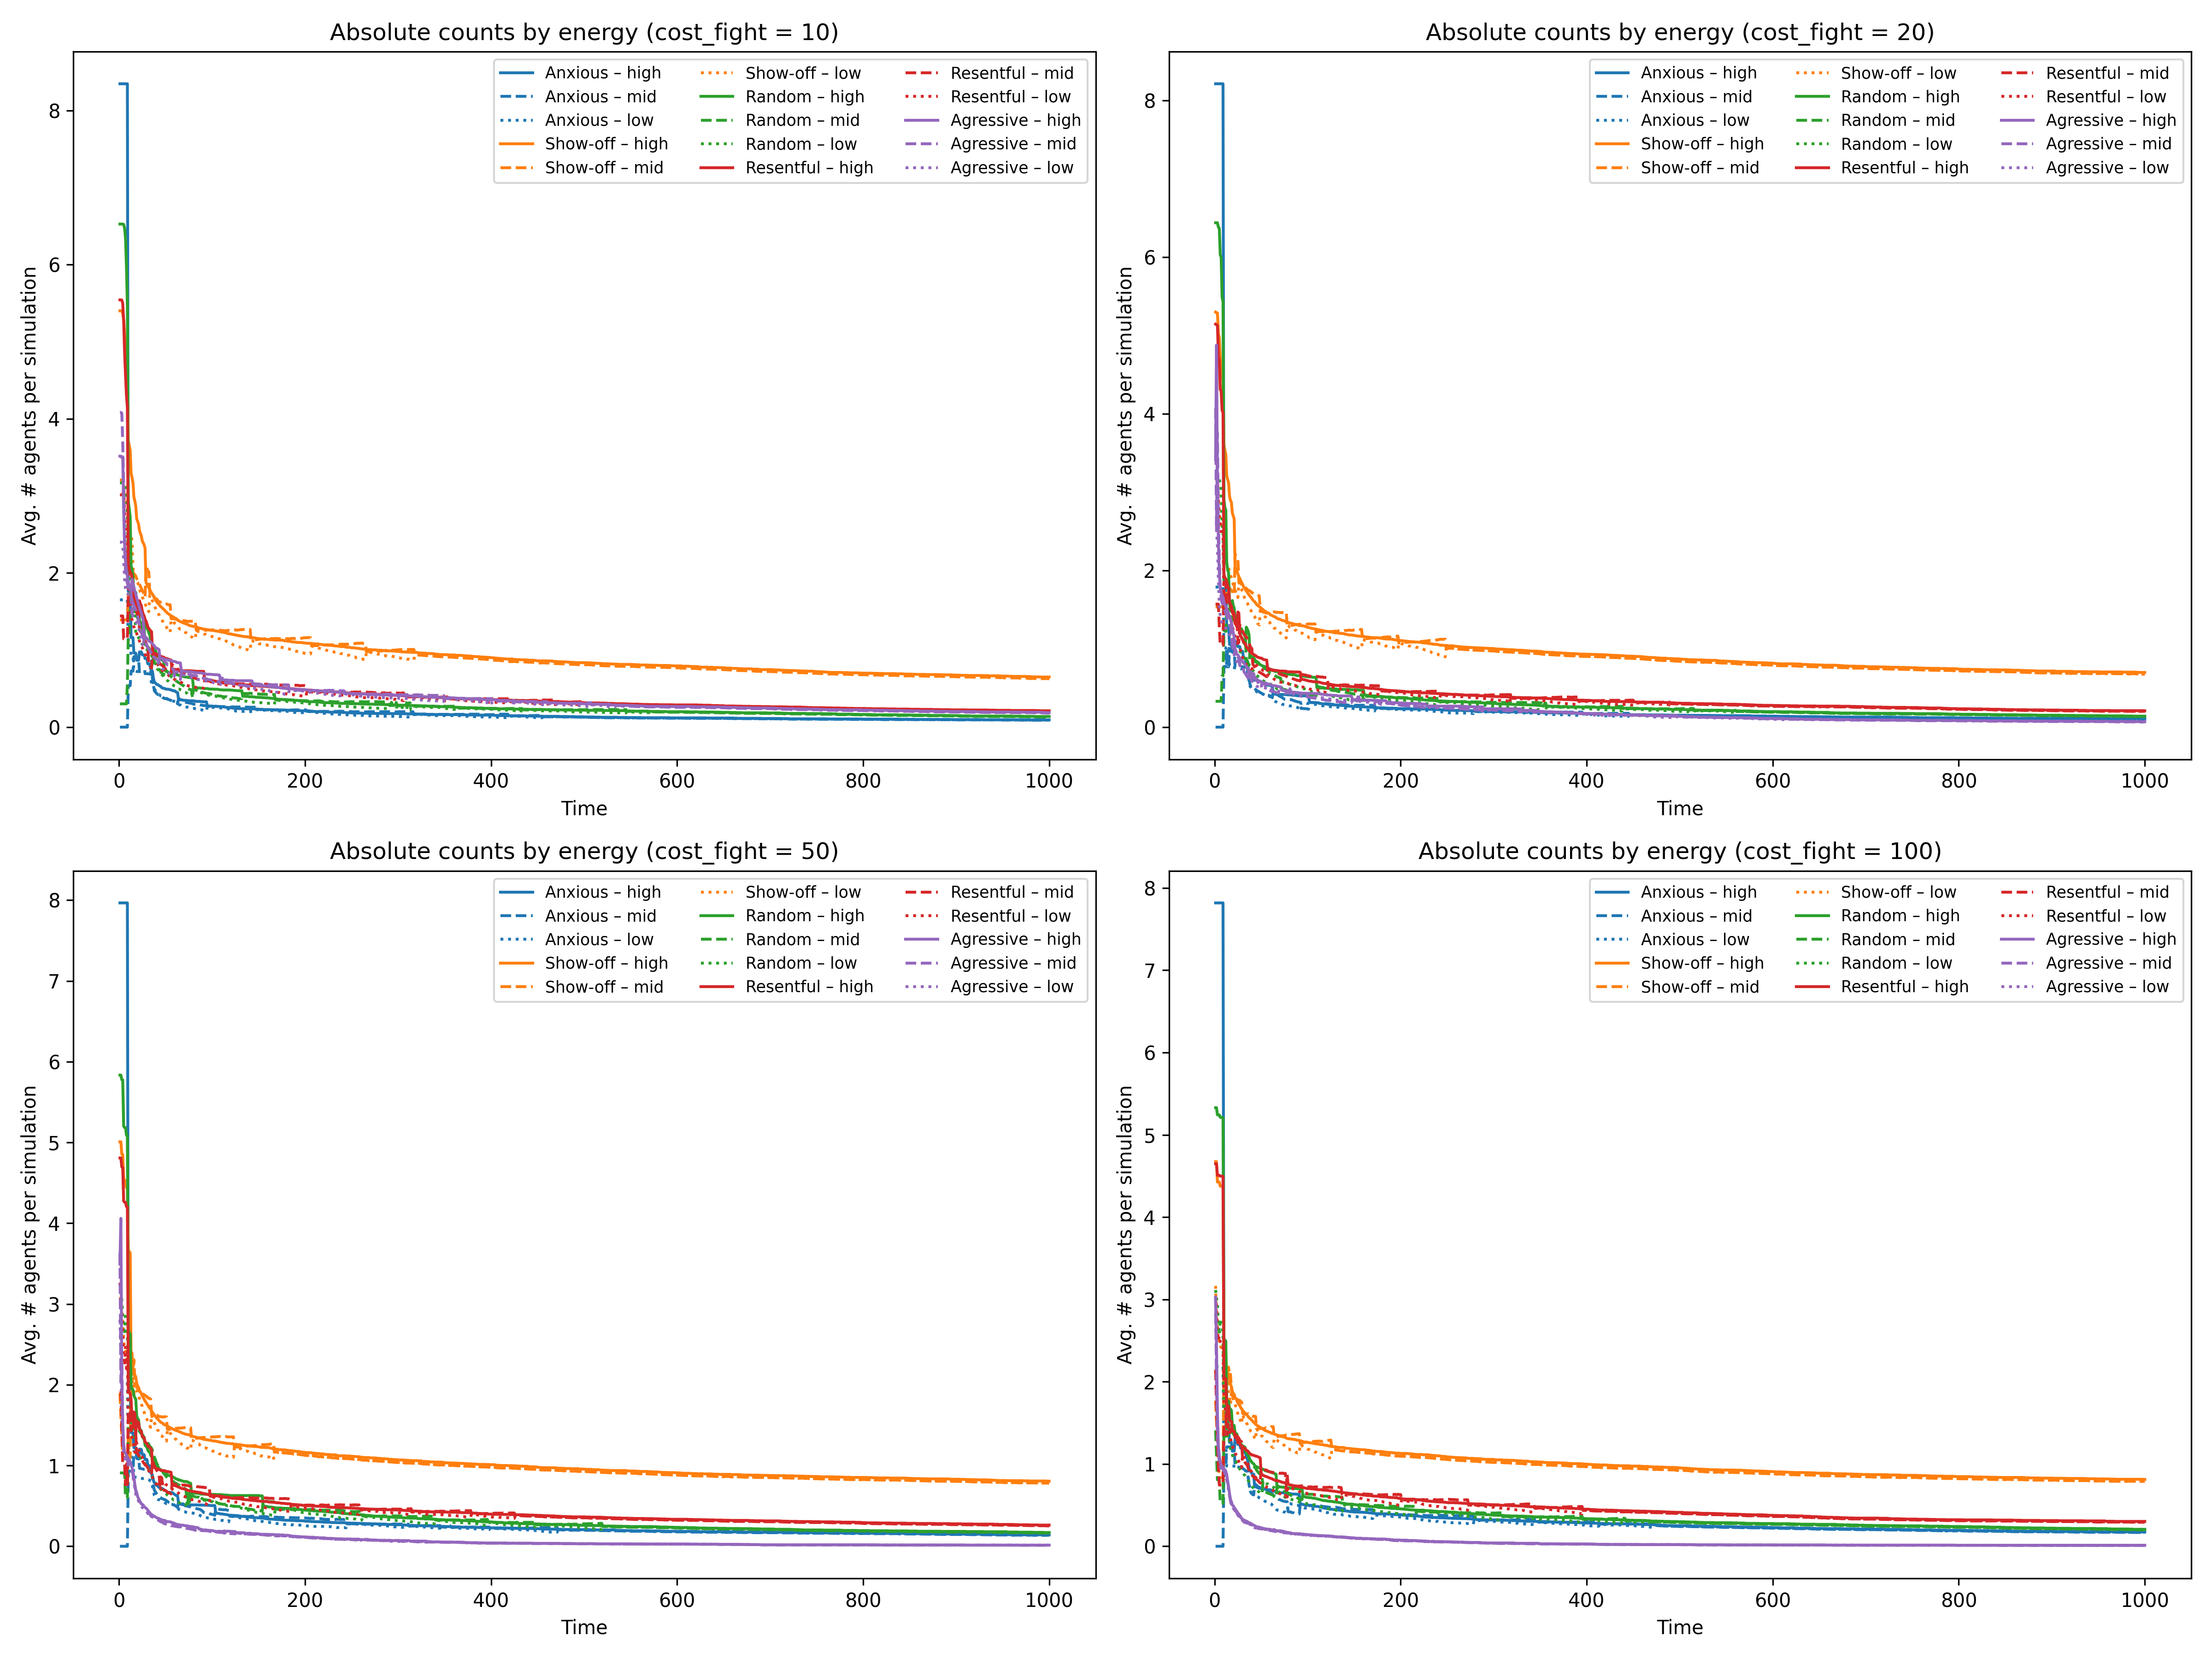 Absolute counts by energy (cost_fight = 10)
Avg. # agents per simulation
8
6
4
2
0
Anxious – high
Anxious – mid
Anxious – low
Show-off – high
Show-off – mid
Show-off – low
Random – high
Random – mid
Random – low
Resentful – high
Resentful – mid
Resentful – low
Agressive – high
Agressive – mid
Agressive – low
0 200 400 600 800 1000
Time
Absolute counts by energy (cost_fight = 20)
Avg. # agents per simulation
8
6
4
2
0
Anxious – high
Anxious – mid
Anxious – low
Show-off – high
Show-off – mid
Show-off – low
Random – high
Random – mid
Random – low
Resentful – high
Resentful – mid
Resentful – low
Agressive – high
Agressive – mid
Agressive – low
0 200 400 600 800 1000
Time
Absolute counts by energy (cost_fight = 50)
Avg. # agents per simulation
8
7
6
5
4
3
2
1
0
Anxious – high
Anxious – mid
Anxious – low
Show-off – high
Show-off – mid
Show-off – low
Random – high
Random – mid
Random – low
Resentful – high
Resentful – mid
Resentful – low
Agressive – high
Agressive – mid
Agressive – low
0 200 400 600 800 1000
Time
Absolute counts by energy (cost_fight = 100)
Avg. # agents per simulation
8
7
6
5
4
3
2
1
0
Anxious – high
Anxious – mid
Anxious – low
Show-off – high
Show-off – mid
Show-off – low
Random – high
Random – mid
Random – low
Resentful – high
Resentful – mid
Resentful – low
Agressive – high
Agressive – mid
Agressive – low
0 200 400 600 800 1000
Time